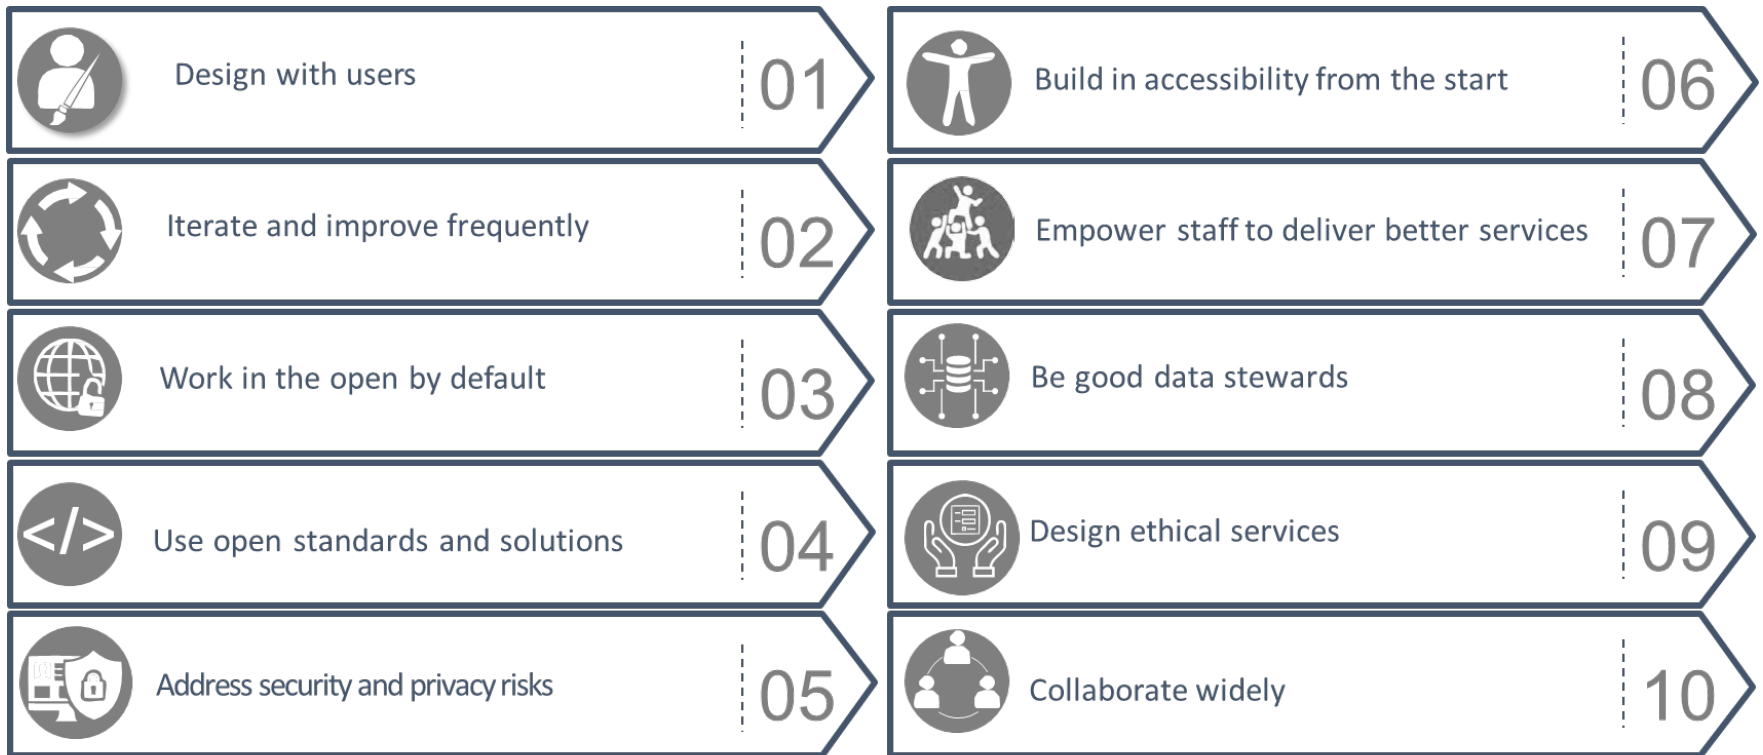 Design with users
01
Iterate and improve frequently
02
Work in the open by default
03
</>
Use open standards and solutions
04
Address security and privacy risks
05
Build in accessibility from the start
06
Empower staff to deliver better services
07
Be good data stewards
08
Design ethical services
09
Collaborate widely
10